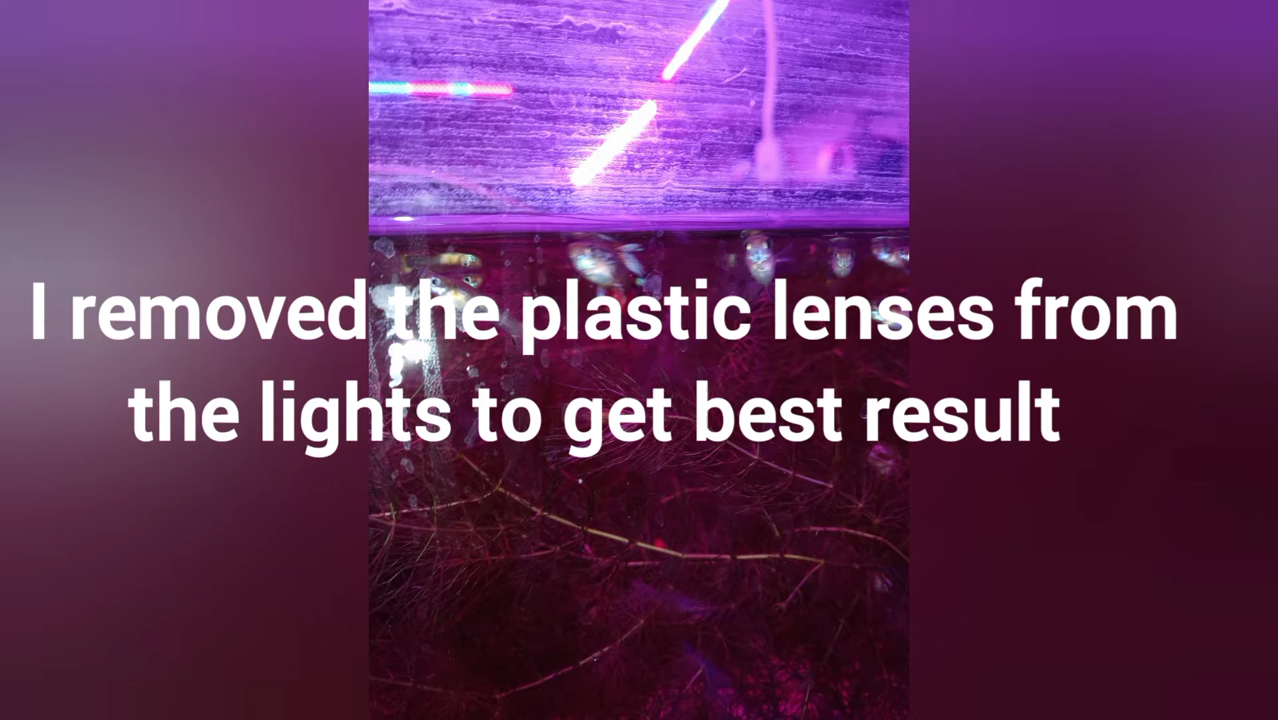 I removed the plastic lenses from
the lights to get best result